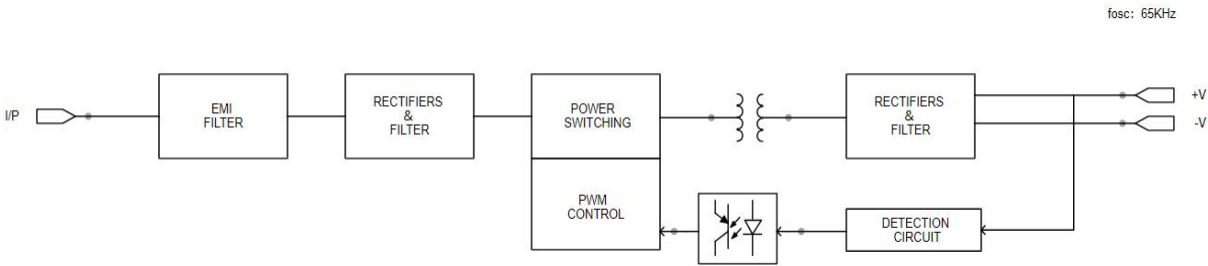 fosc: 65KHz
I/P
EMI
FILTER
RECTIFIERS
&
FILTER
POWER
SWITCHING
RECTIFIERS
&
FILTER
+V
-V
PWM
CONTROL
DETECTION
CIRCUIT